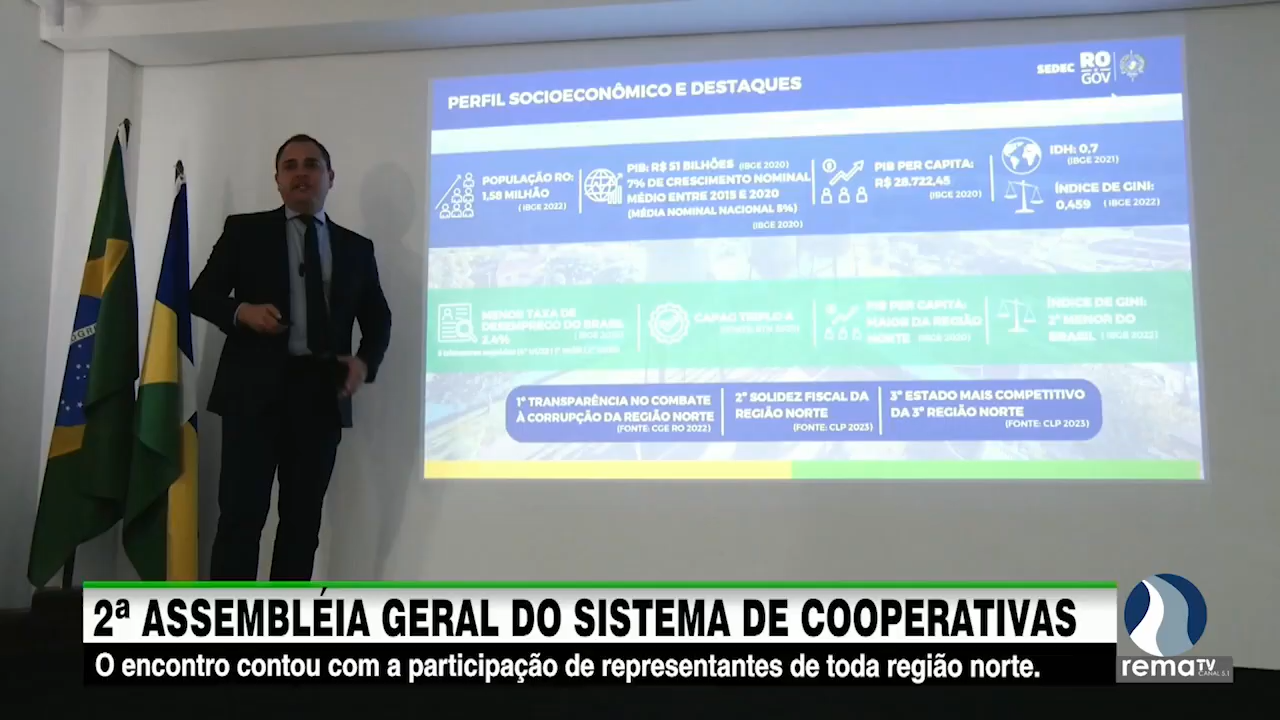 PERFIL SOCIOECONÔMICO E DESTAQUES
SEDEC
RO
GOV
POPULAÇÃO RO:
1,58 MILHÃO
(IBGE 2022)
PIB: R$ 51 BILHÕES (IBGE 2020)
7% DE CRESCIMENTO NOMINAL
MÉDIO ENTRE 2015 E 2020
(MÉDIA NOMINAL NACIONAL 5%)
(IBGE 2020)
PIB PER CAPITA:
R$ 28.722,45
(IBGE 2020)
IDH: 0,7
(IBGE 2021)
ÍNDICE DE GINI:
0,459 (IBGE 2022)
MENOR TAXA DE
DESEMPREGO DO BRASIL
2,4%
CAPAG TRIPLO A
PIB PER CAPITA:
MAIOR DA REGIÃO
NORTE (IBGE 2020)
ÍNDICE DE GINI:
2º MENOR DO
BRASIL (IBGE 2022)
1º TRANSPARÊNCIA NO COMBATE
À CORRUPÇÃO DA REGIÃO NORTE
(FONTE: CGE RO 2022)
2º SOLIDEZ FISCAL DA
REGIÃO NORTE
(FONTE: CLP 2023)
3º ESTADO MAIS COMPETITIVO
DA 3ª REGIÃO NORTE
(FONTE: CLP 2023)
2ª ASSEMBLÉIA GERAL DO SISTEMA DE COOPERATIVAS
O encontro contou com a participação de representantes de toda região norte.
rema TV
CANAL 5.1